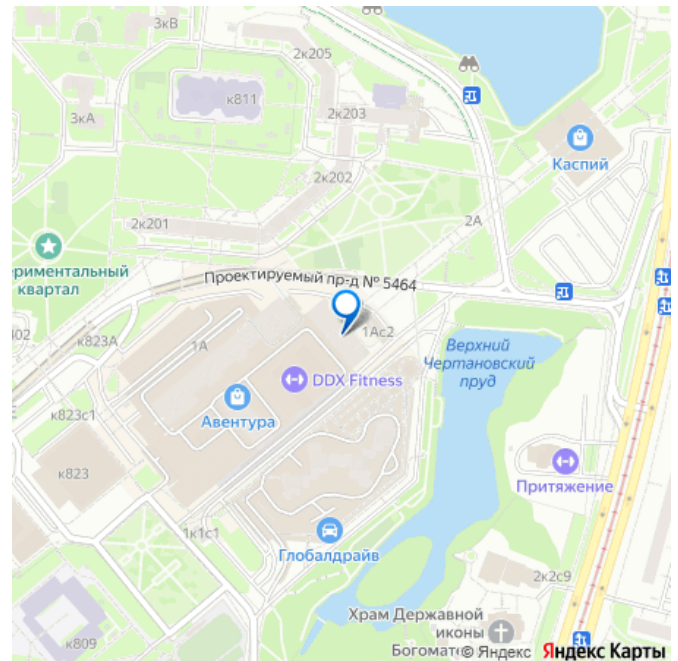 3кВ
2к205
к811
2к203
3кА
Каспий
2к202
2к201
2А
ериментальный
квартал
Проектируемый пр-д № 5464
402
к823А
1А
1Ас2
Верхний
Чертановский
пруд
DDX Fitness
Авентура
к823с1
к823
Притяжение
1к1с1
Глобалдрайв
2к2с9
Храм Державной
иконы
Богомат
к809
© Яндекс
Яндекс Карты